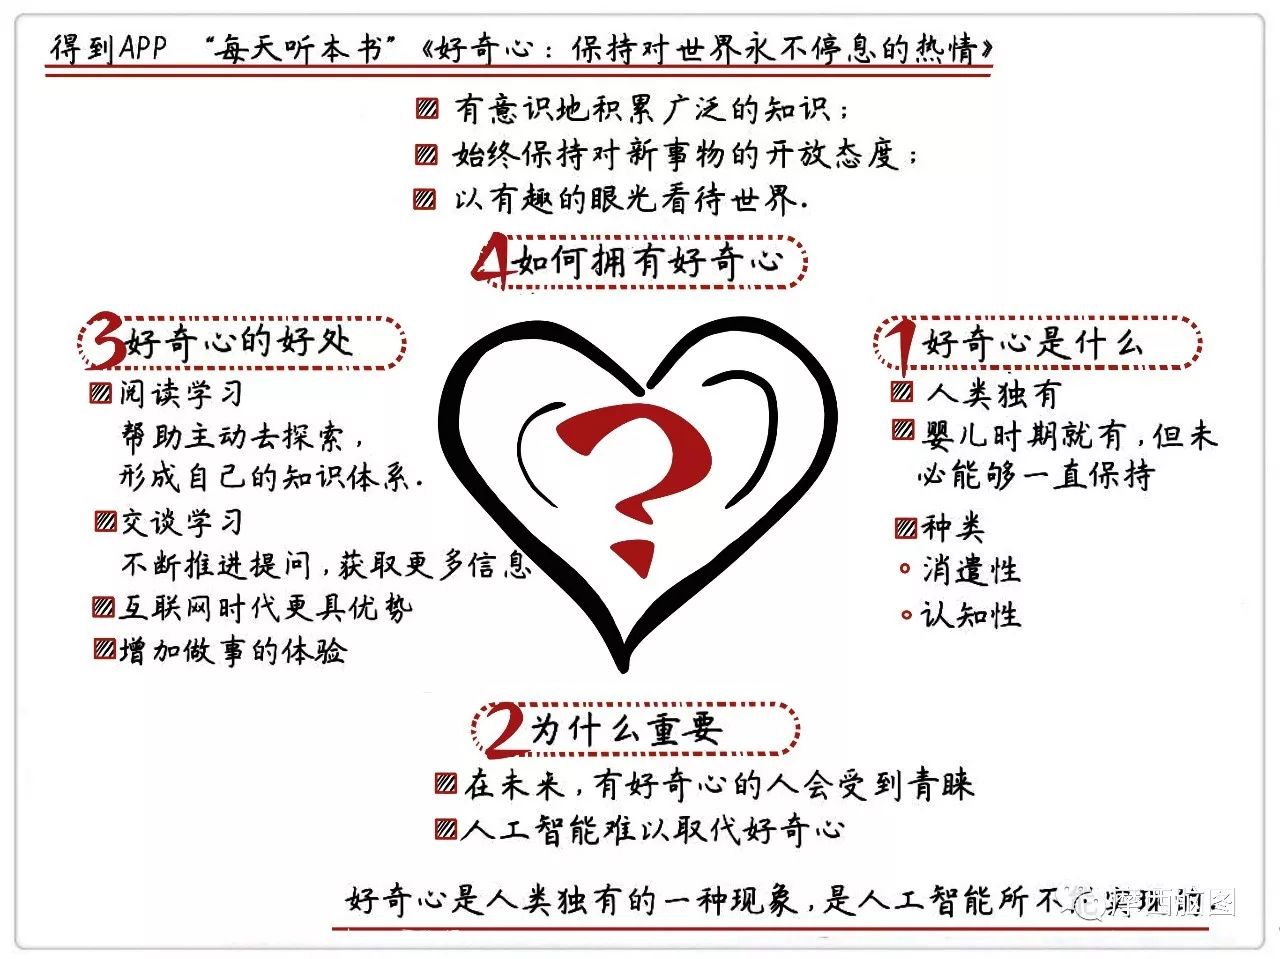 得到APP “每天听本书”《好奇心：保持对世界永不停息的热情》
有意识地积累广泛的知识；
始终保持对新事物的开放态度；
以有趣的眼光看待世界.
4 如何拥有好奇心
3 好奇心的好处
阅读学习
帮助主动去探索，
形成自己的知识体系.
交谈学习
不断推进提问，获取更多信息
互联网时代更具优势
增加做事的体验
1 好奇心是什么
人类独有
婴儿时期就有，但未
必能够一直保持
种类
消遣性
认知性
?
2 为什么重要
在未来，有好奇心的人会受到青睐
人工智能难以取代好奇心
好奇心是人类独有的一种现象，是人工智能所不
摩西脑图